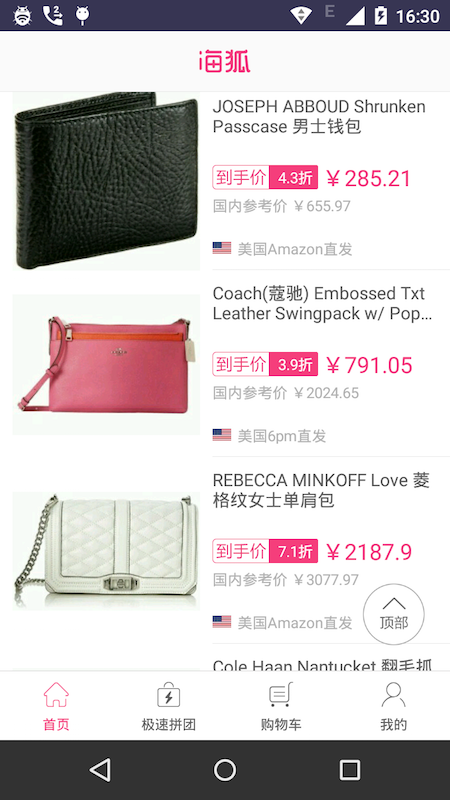 E 16:30
海狐
JOSEPH ABBOUD Shrunken
Passcase 男士钱包
到手价 4.3折 ￥285.21
国内参考价 ￥655.97
美国Amazon直发
Coach(蔻驰) Embossed Txt
Leather Swingpack w/ Pop...
到手价 3.9折 ￥791.05
国内参考价 ￥2024.65
美国6pm直发
REBECCA MINKOFF Love 菱
格纹女士单肩包
到手价 7.1折 ￥2187.9
国内参考价 ￥3077.97
美国Amazon直发
顶部
Cole Haan Nantucket 翻毛抓
首页 极速拼团 购物车 我的